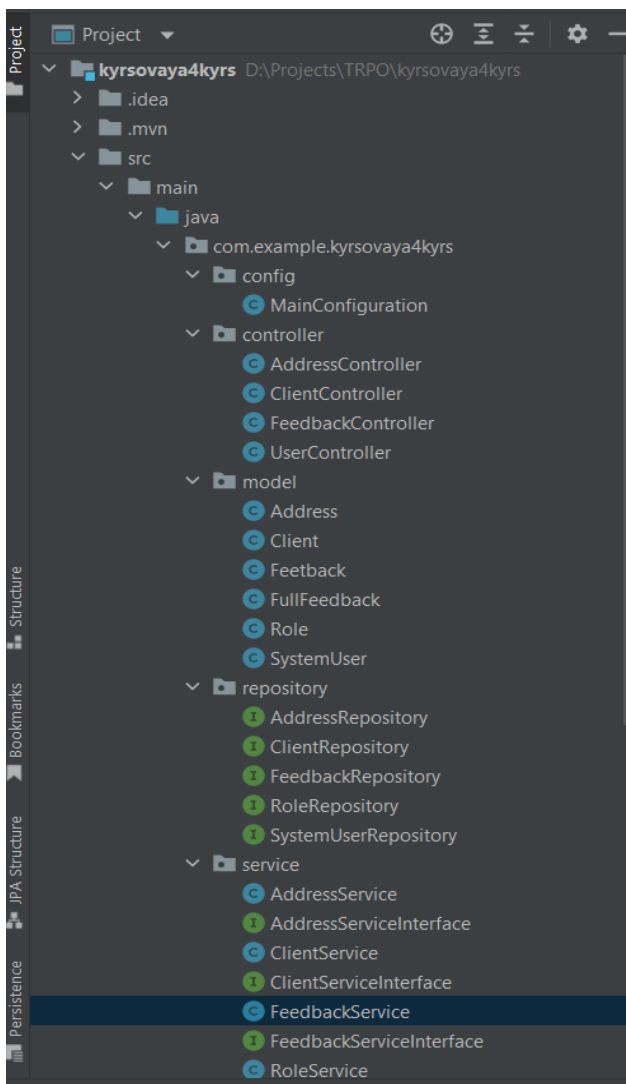 Project
kyrsovaya4kyrs D:\Projects\TRPO\kyrsovaya4kyrs
.idea
.mvn
src
main
java
com.example.kyrsovaya4kyrs
config
C MainConfiguration
controller
C AddressController
C ClientController
C FeedbackController
C UserController
model
C Address
C Client
C Feetback
C FullFeedback
C Role
C SystemUser
repository
I AddressRepository
I ClientRepository
I FeedbackRepository
I RoleRepository
I SystemUserRepository
service
C AddressService
I AddressServiceInterface
C ClientService
I ClientServiceInterface
C FeedbackService
I FeedbackServiceInterface
C RoleService
Project
Structure
Bookmarks
JPA Structure
Persistence